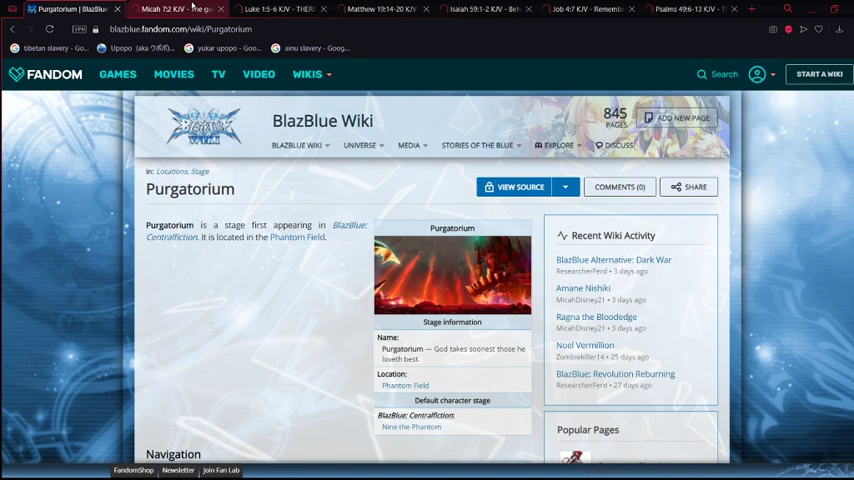 Purgatorium | BlazBlue
Micah 7:2 KJV - The go
Luke 1:5-6 KJV - THER
Matthew 19:14-20 KJV
Isaiah 59:1-2 KJV - Beh
Job 4:7 KJV - Rememb
Psalms 49:6-13 KJV - T
VPN
blazblue.fandom.com/wiki/Purgatorium
tibetan slavery - Goo...
Upopo (aka ウポポ)...
yukar upopo - Goog...
ainu slavery - Goog...
FANDOM
GAMES
MOVIES
TV
VIDEO
WIKIS
Search
START A WIKI
BLAZBLUE
WIKI
BlazBlue Wiki
845
PAGES
ADD NEW PAGE
BLAZBLUE WIKI
UNIVERSE
MEDIA
STORIES OF THE BLUE
EXPLORE
DISCUSS
in: Locations, Stage
Purgatorium
VIEW SOURCE
COMMENTS (0)
SHARE
Purgatorium is a stage first appearing in BlazBlue:
Centralfiction. It is located in the Phantom Field.
Purgatorium
Stage information
Name:
Purgatorium — God takes soonest those he
loveth best.
Location:
Phantom Field
Default character stage
BlazBlue: Centralfiction:
Nine the Phantom
Recent Wiki Activity
BlazBlue Alternative: Dark War
ResearcherFerd • 3 days ago
Amane Nishiki
MicahDisney21 • 3 days ago
Ragna the Bloodedge
MicahDisney21 • 3 days ago
Noel Vermillion
Zombiekiller14 • 25 days ago
BlazBlue: Revolution Reburning
ResearcherFerd • 27 days ago
Popular Pages
Navigation
FandomShop
Newsletter
Join Fan Lab